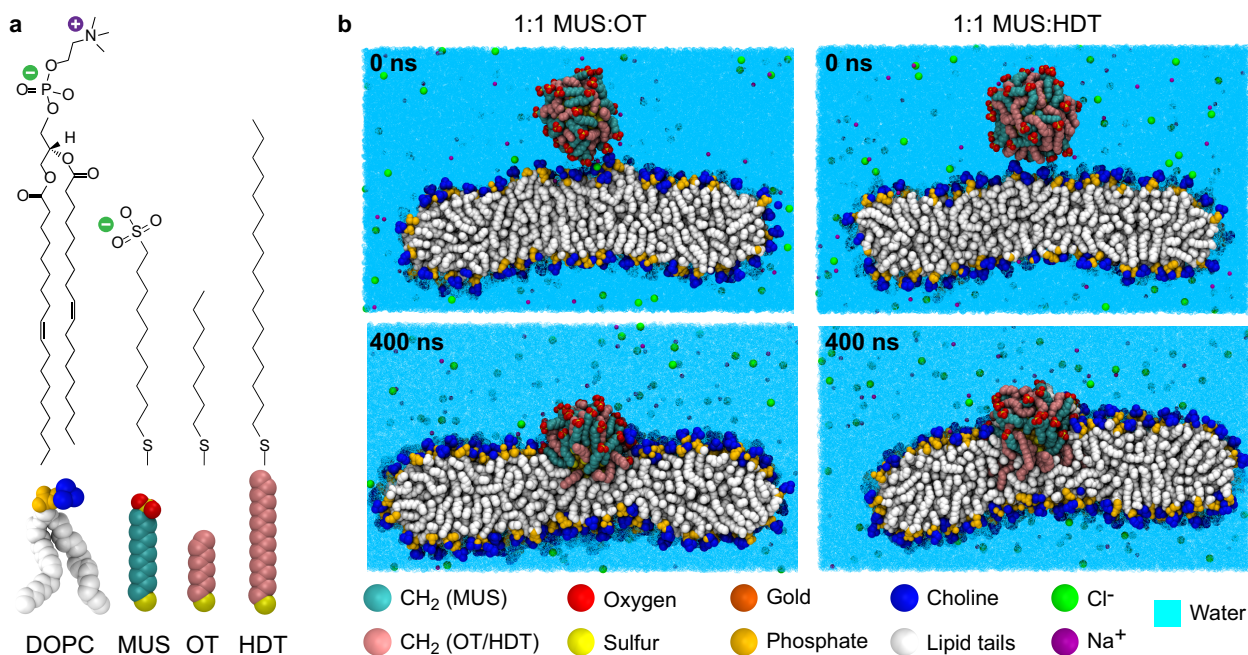 a
b
1:1 MUS:OT
1:1 MUS:HDT
0 ns
0 ns
400 ns
400 ns
+
N
O
−
O=P-O
O
H
O
O
O
O
−
O
O=S=O
S
S
S
DOPC MUS OT HDT
CH₂ (MUS)
Oxygen
Gold
Choline
Cl⁻
Water
CH₂ (OT/HDT)
Sulfur
Phosphate
Lipid tails
Na⁺